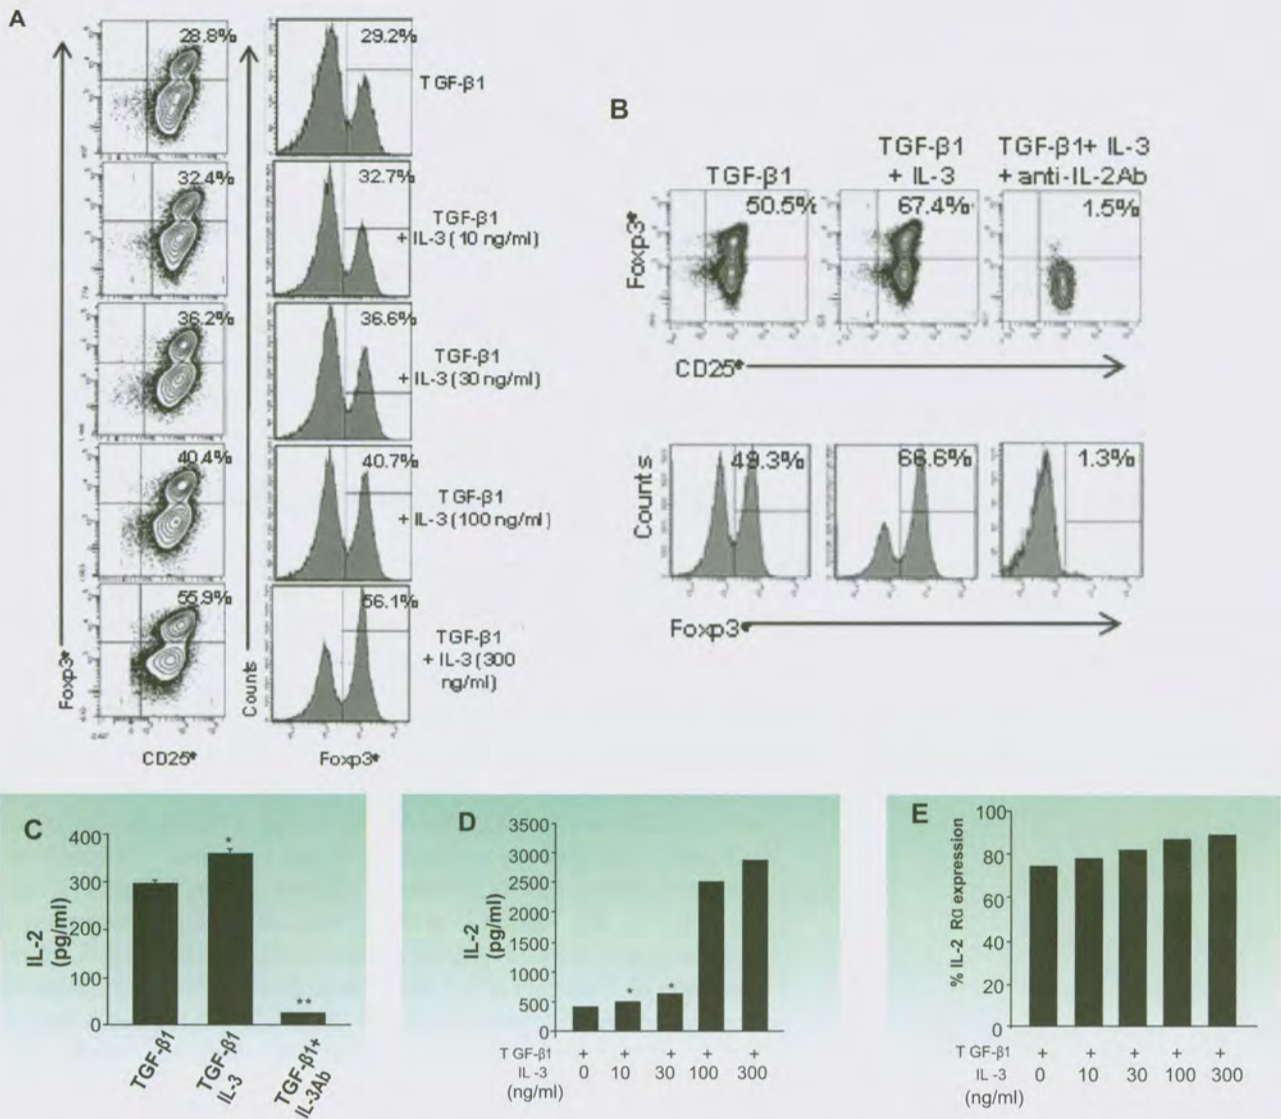 A
28.8%
29.2%
TGF-β1
32.4%
32.7%
TGF-β1
+ IL-3 (10 ng/ml)
36.2%
36.6%
TGF-β1
+ IL-3 (30 ng/ml)
40.4%
40.7%
TGF-β1
+ IL-3 (100 ng/ml)
55.9%
56.1%
TGF-β1
+ IL-3 (300
ng/ml)
Foxp3*
Counts
CD25*
Foxp3*
B
TGF-β1
TGF-β1
+ IL-3
TGF-β1+ IL-3
+ anti-IL-2Ab
50.5%
67.4%
1.5%
Foxp3*
CD25*
49.3%
66.6%
1.3%
Counts
Foxp3*
C
IL-2
(pg/ml)
400
300
200
100
0
*
**
TGF-β1
TGF-β1
IL-3
TGF-β1+
IL-3Ab
D
IL-2
(pg/ml)
3500
3000
2500
2000
1500
1000
500
0
* *
TGF-β1 + + + + +
IL-3 0 10 30 100 300
(ng/ml)
E
% IL-2 Rα expression
100
80
60
40
20
0
TGF-β1 + + + + +
IL-3 0 10 30 100 300
(ng/ml)